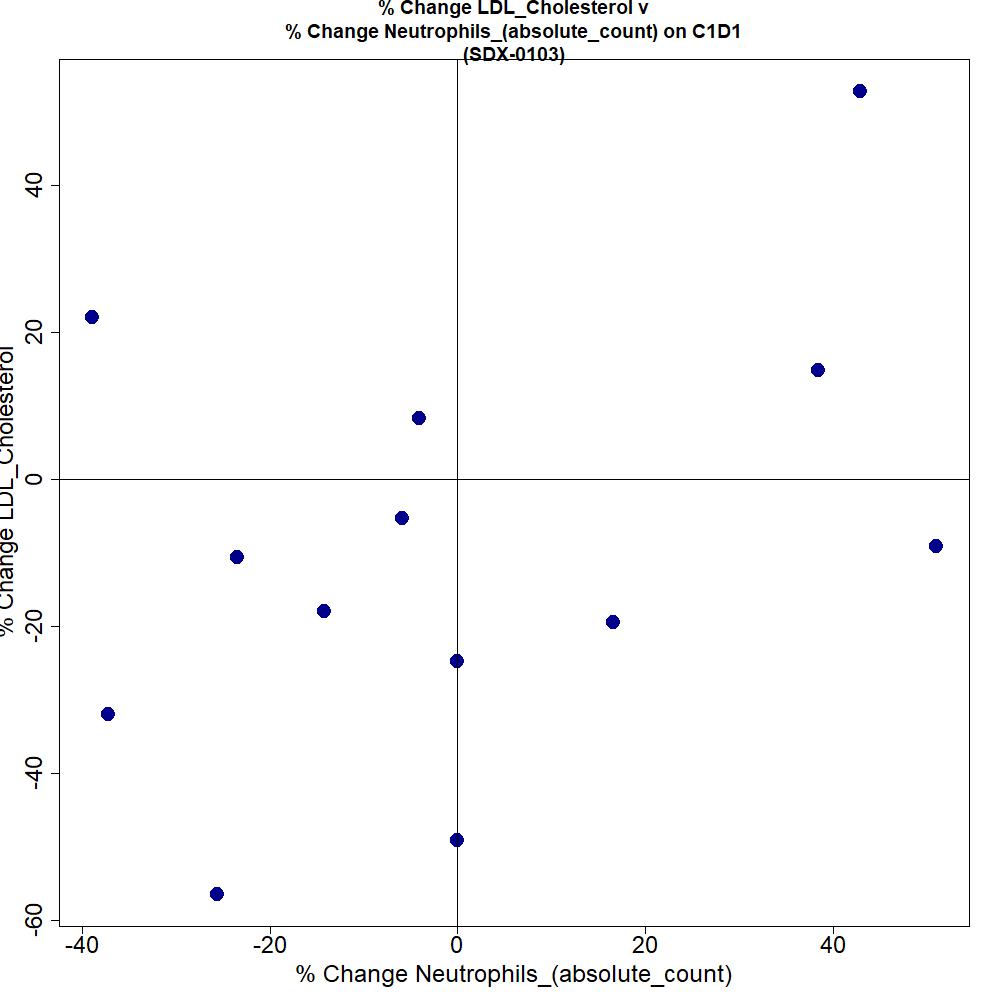 % Change LDL_Cholesterol v
% Change Neutrophils_(absolute_count) on C1D1
(SDX-0103)
% Change LDL_Cholesterol
40
20
0
-20
-40
-60
-40
-20
0
20
40
% Change Neutrophils_(absolute_count)